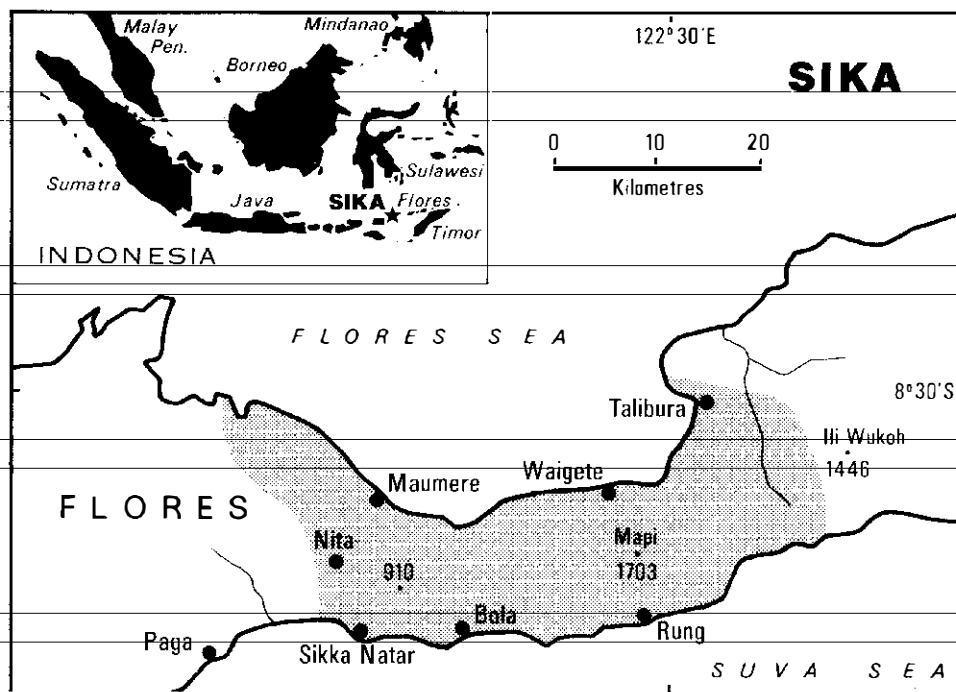 Malay
Pen.
Mindanao
Borneo
Sumatra
Java
Sulawesi
SIKA
Flores
Timor
INDONESIA
122°30'E
SIKA
0 10 20
Kilometres
FLORES SEA
8°30'S
Talibura
Ili Wukoh
1446
Waigete
Maumere
FLORES
Nita
Mapi
1703
910
Bola
Rung
Paga
Sikka Natar
SUVA SEA